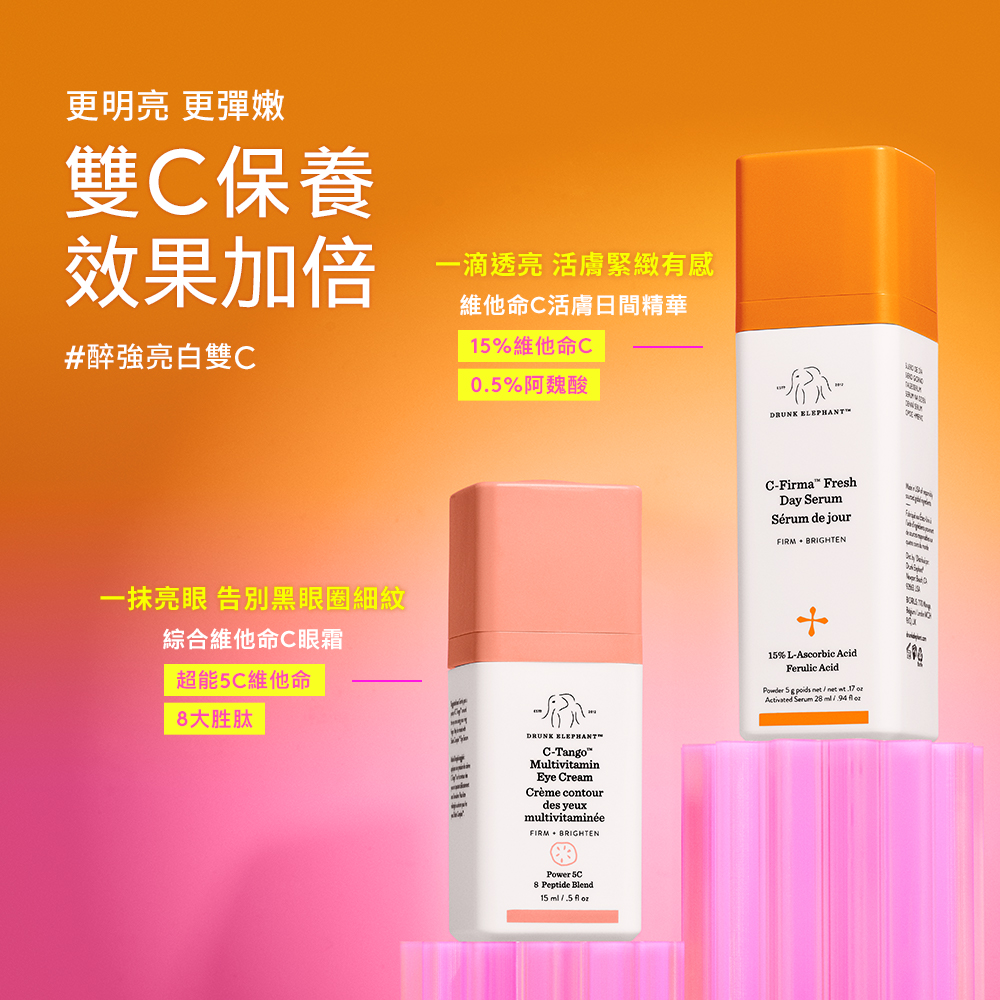 更明亮 更彈嫩
雙C保養
效果加倍
#醉強亮白雙C
一滴透亮 活膚緊緻有感
維他命C活膚日間精華
15%維他命C
0.5%阿魏酸
DRUNK ELEPHANT™
C-Firma™ Fresh
Day Serum
Sérum de jour
FIRM • BRIGHTEN
15% L-Ascorbic Acid
Ferulic Acid
Powder 5 g poids net / net wt .17 oz
Activated Serum 28 ml / .94 fl oz
一抹亮眼 告別黑眼圈細紋
綜合維他命C眼霜
超能5C維他命
8大胜肽
DRUNK ELEPHANT™
C-Tango™
Multivitamin
Eye Cream
Crème contour
des yeux
multivitaminée
FIRM • BRIGHTEN
Power 5C
8 Peptide Blend
15 ml / .5 fl oz